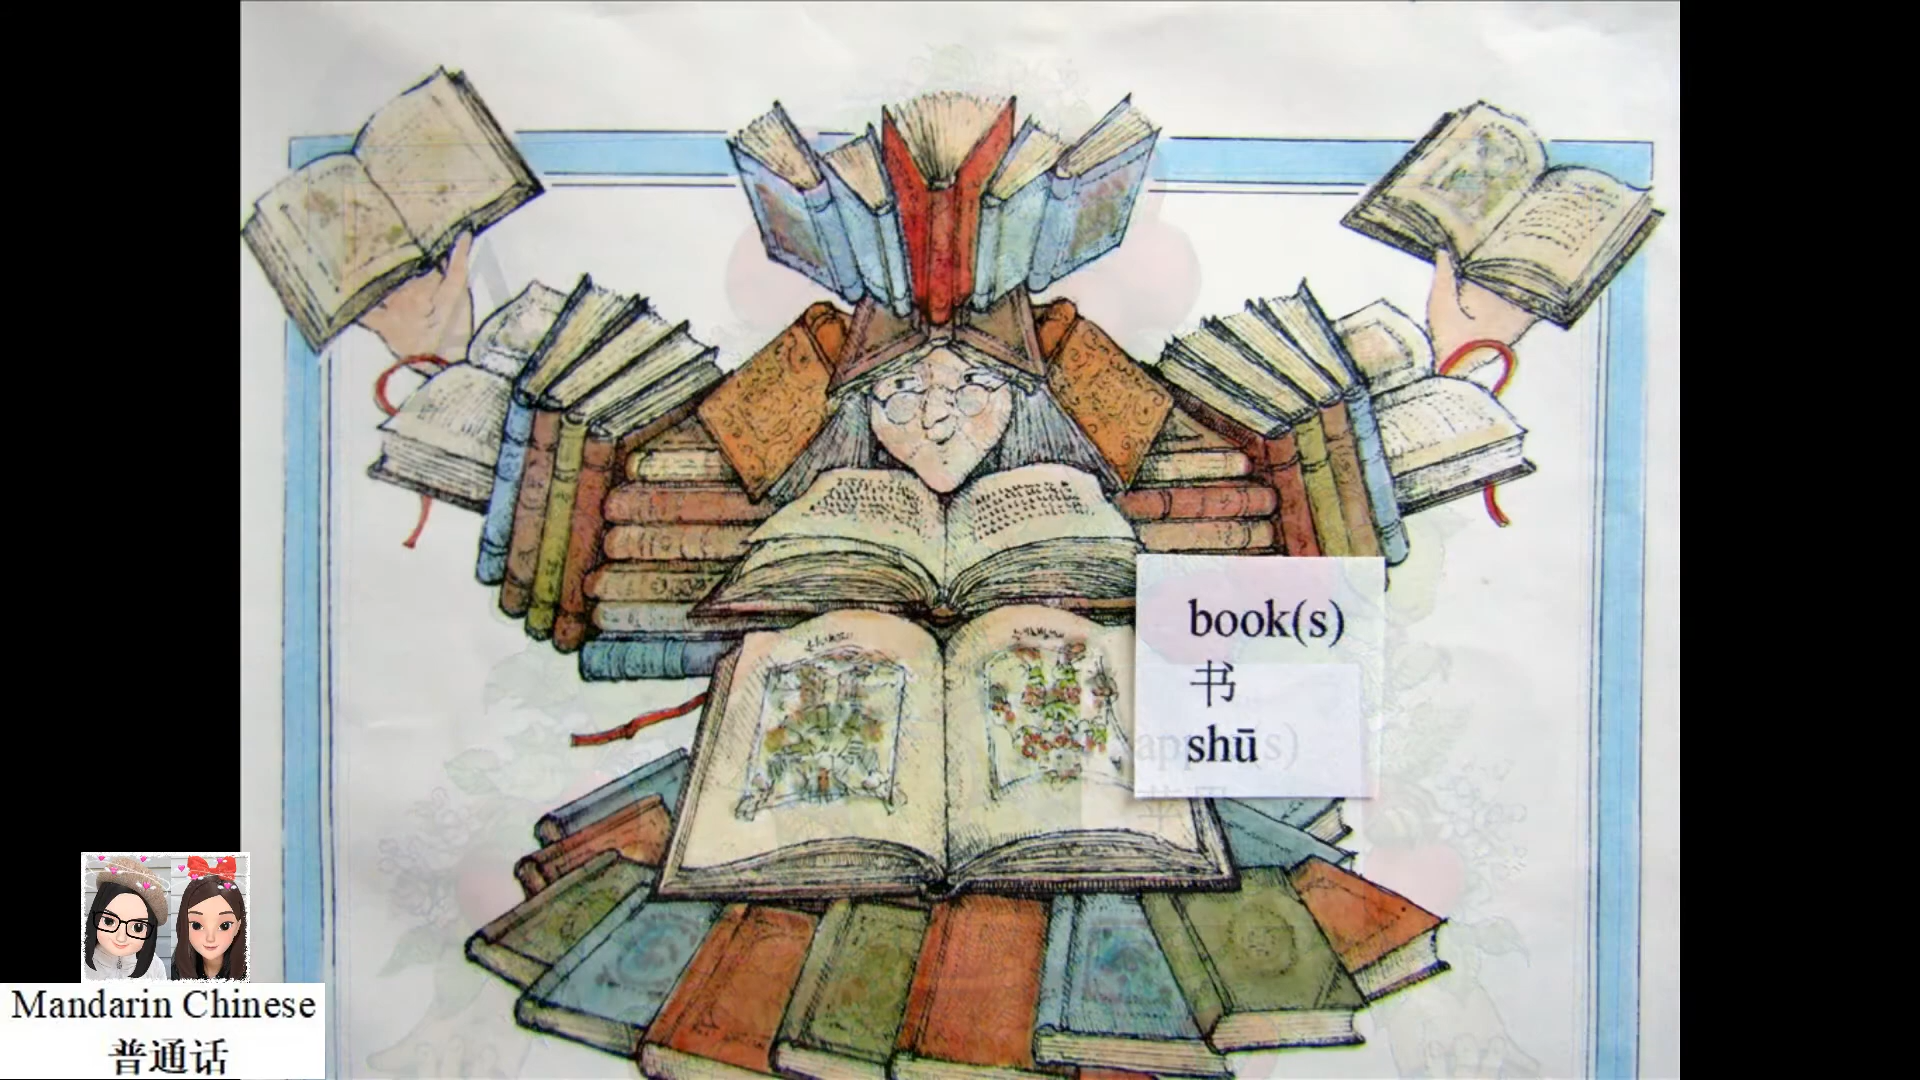 book(s)
书
shū
Mandarin Chinese
普通话